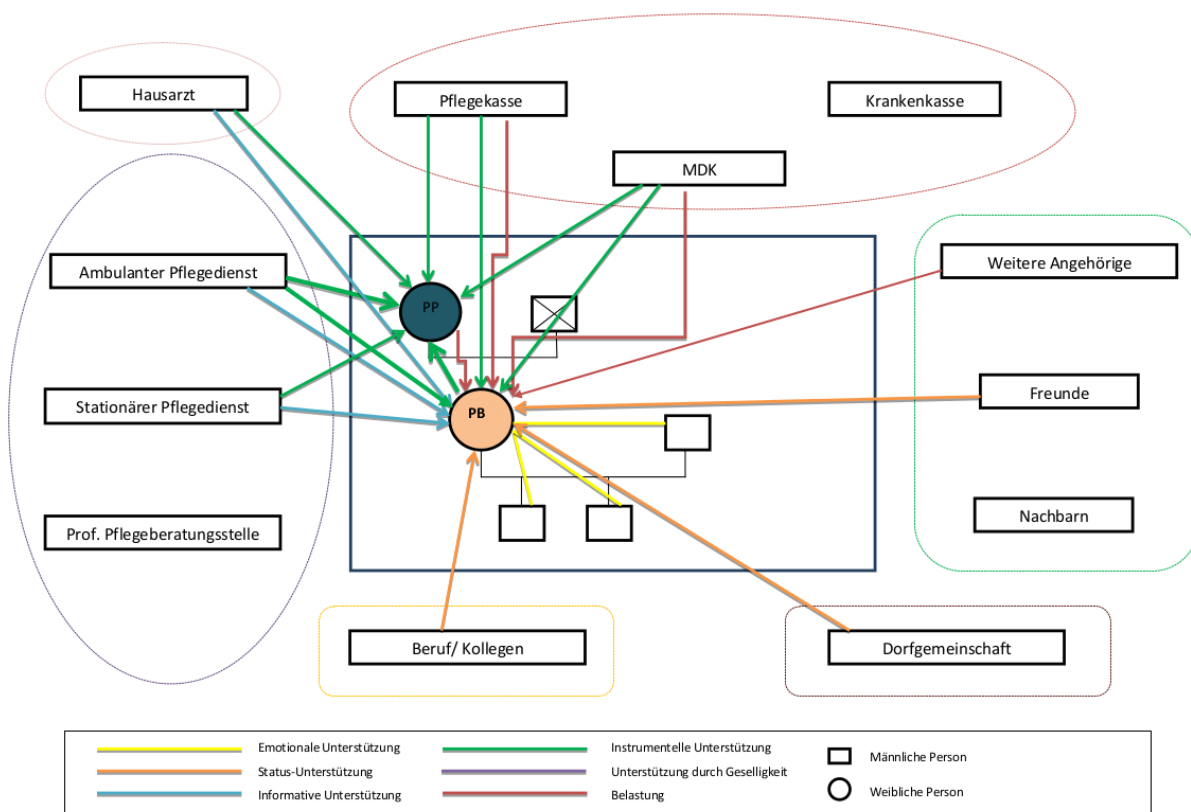 Hausarzt
Pflegekasse
Krankenkasse
MDK
Ambulanter Pflegedienst
Weitere Angehörige
PP
Stationärer Pflegedienst
PB
Freunde
Prof. Pflegeberatungsstelle
Nachbarn
Beruf/ Kollegen
Dorfgemeinschaft
Emotionale Unterstützung
Instrumentelle Unterstützung
Männliche Person
Status-Unterstützung
Unterstützung durch Geselligkeit
Informative Unterstützung
Belastung
Weibliche Person